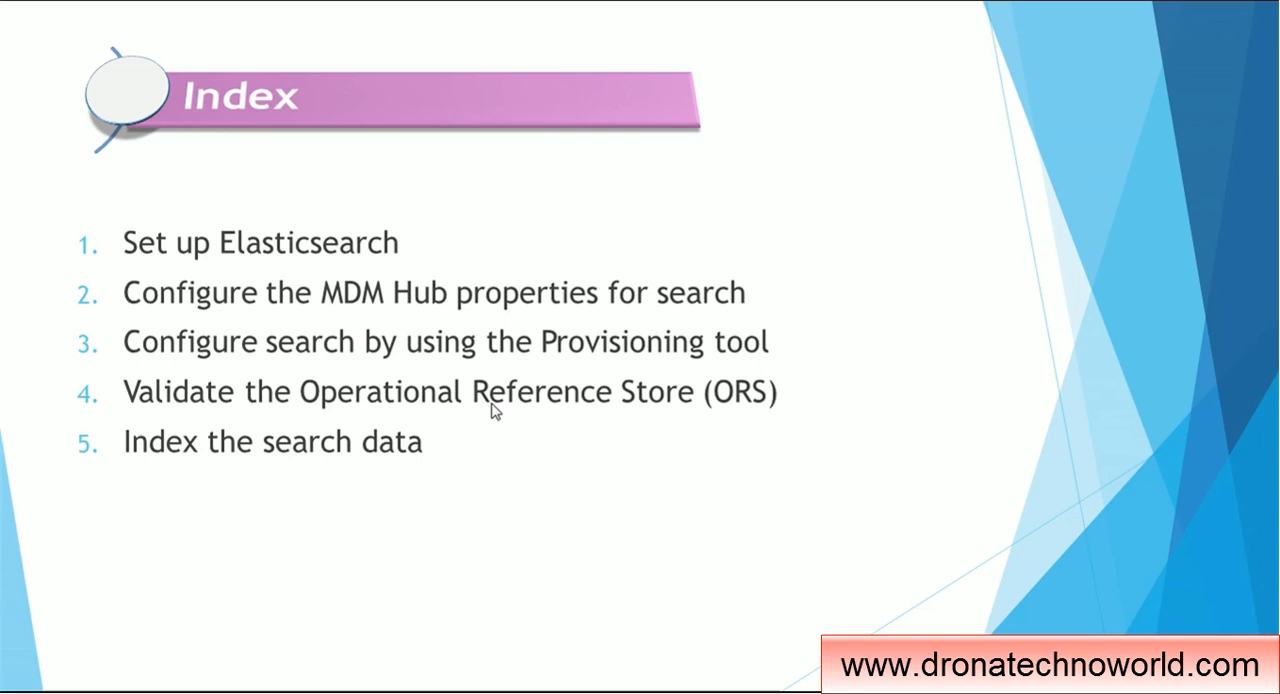 Index
1. Set up Elasticsearch
2. Configure the MDM Hub properties for search
3. Configure search by using the Provisioning tool
4. Validate the Operational Reference Store (ORS)
5. Index the search data
www.dronatechnoworld.com